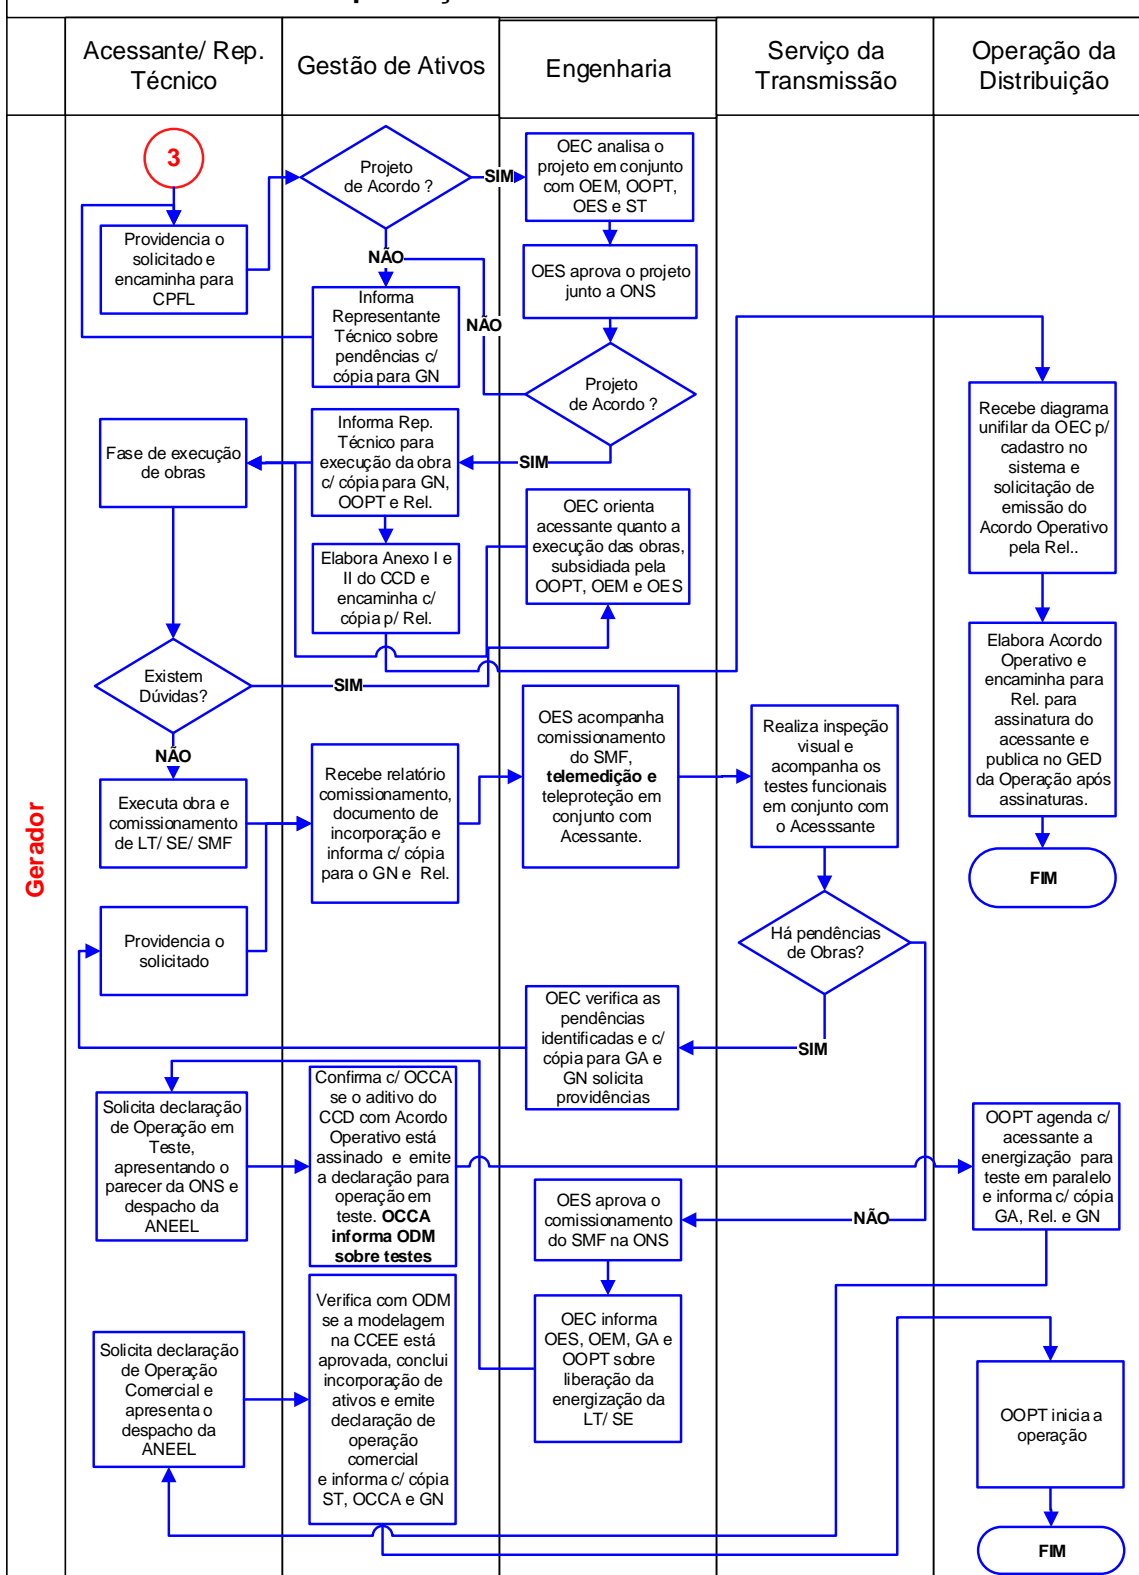 Acessante/ Rep.
Técnico
Gestão de Ativos
Engenharia
Serviço da
Transmissão
Operação da
Distribuição
Gerador
3
Providencia o
solicitado e
encaminha para
CPFL
Projeto
de Acordo ?
SIM
NÃO
Informa
Representante
Técnico sobre
pendências c/
cópia para GN
OEC analisa o
projeto em conjunto
com OEM, OOPT,
OES e ST
OES aprova o projeto
junto a ONS
Projeto
de Acordo ?
NÃO
SIM
Informa Rep.
Técnico para
execução da obra
c/ cópia para GN,
OOPT e Rel.
Fase de execução
de obras
Elabora Anexo I e
II do CCD e
encaminha c/
cópia p/ Rel.
OEC orienta
acessante quanto a
execução das obras,
subsidiada pela
OOPT, OEM e OES
Recebe diagrama
unifilar da OEC p/
cadastro no
sistema e
solicitação de
emissão do
Acordo Operativo
pela Rel..
Elabora Acordo
Operativo e
encaminha para
Rel. para
assinatura do
acessante e
publica no GED
da Operação após
assinaturas.
FIM
Existem
Dúvidas?
SIM
NÃO
Executa obra e
comissionamento
de LT/ SE/ SMF
Recebe relatório
comissionamento,
documento de
incorporação e
informa c/ cópia
para o GN e Rel.
OES acompanha
comissionamento
do SMF,
telemedição e
teleproteção em
conjunto com
Acessante.
Realiza inspeção
visual e
acompanha os
testes funcionais
em conjunto com
o Acesssante
Há pendências
de Obras?
SIM
NÃO
Providencia o
solicitado
OEC verifica as
pendências
identificadas e c/
cópia para GA e
GN solicita
providências
Solicita declaração
de Operação em
Teste,
apresentando o
parecer da ONS e
despacho da
ANEEL
Confirma c/ OCCA
se o aditivo do
CCD com Acordo
Operativo está
assinado e emite
a declaração para
operação em
teste. OCCA
informa ODM
sobre testes
OES aprova o
comissionamento
do SMF na ONS
OOPT agenda c/
acessante a
energização para
teste em paralelo
e informa c/ cópia
GA, Rel. e GN
OEC informa
OES, OEM, GA e
OOPT sobre
liberação da
energização da
LT/ SE
Solicita declaração
de Operação
Comercial e
apresenta o
despacho da
ANEEL
Verifica com ODM
se a modelagem
na CCEE está
aprovada, conclui
incorporação de
ativos e emite
declaração de
operação
comercial
e informa c/ cópia
ST, OCCA e GN
OOPT inicia a
operação
FIM